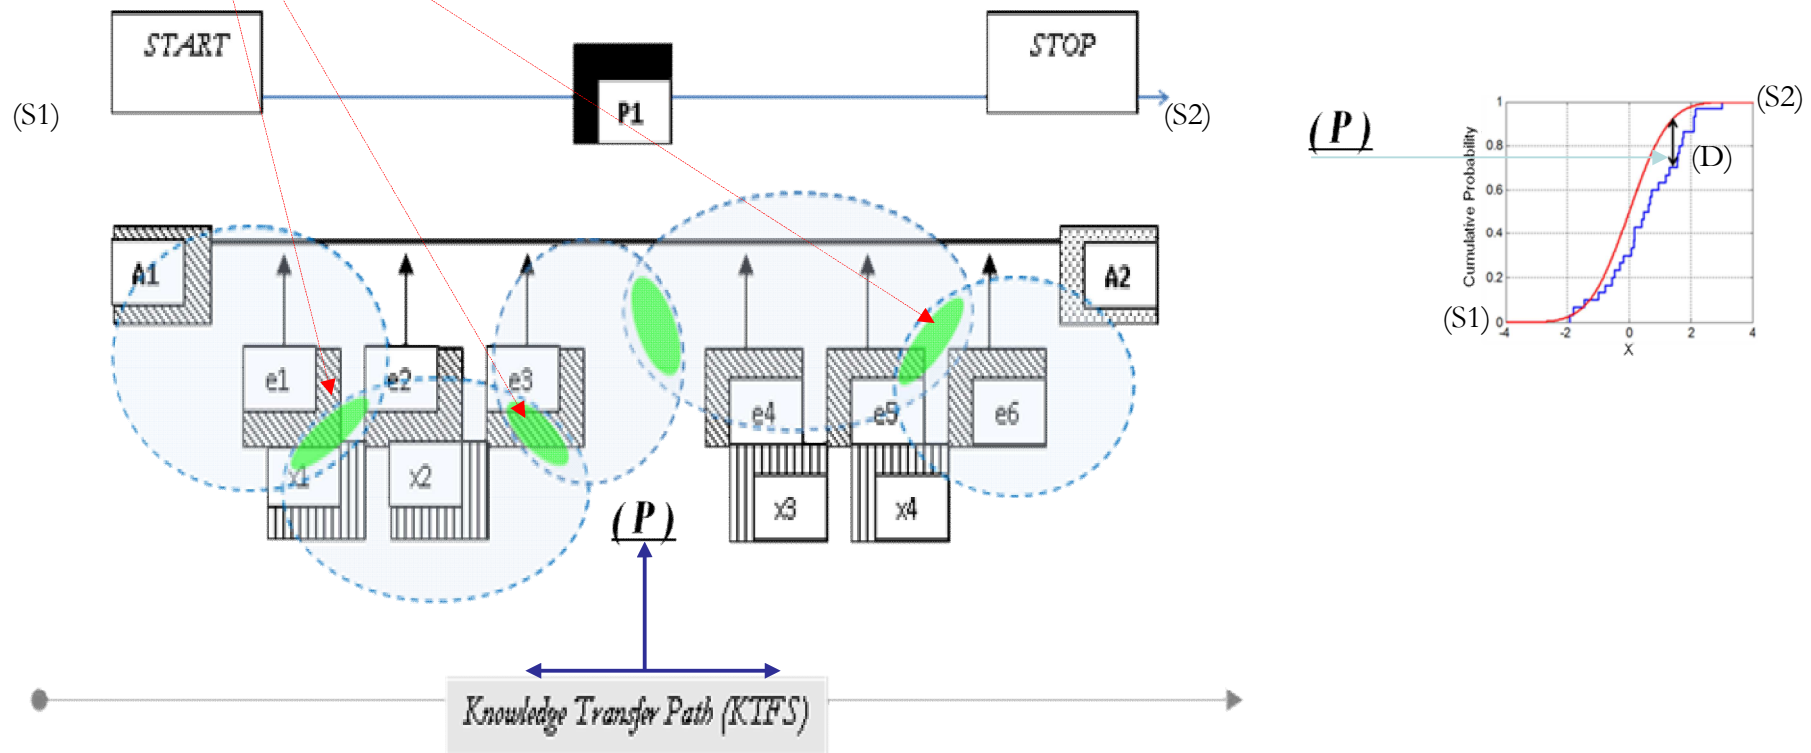 START
STOP
P1
(S1)
(S2)
A1
A2
e1
e2
e3
e4
e5
e6
x1
x2
x3
x4
(P)
Knowledge Transfer Path (KTFS)
(P)
(S2)
(D)
(S1)
Cumulative Probability
1
0.8
0.6
0.4
0.2
0
-4
-2
0
2
4
X